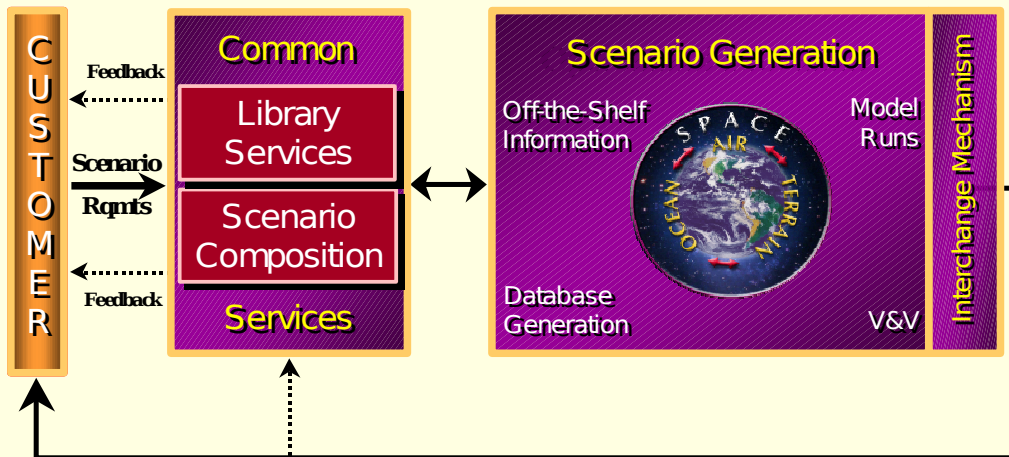 CUSTOMER
Feedback
Scenario
Rqmts
Feedback
Common
Library
Services
Scenario
Composition
Services
Scenario Generation
Off-the-Shelf
Information
Model
Runs
SPACE
AIR
OCEAN
TERRAIN
Database
Generation
V&V
Interchange Mechanism